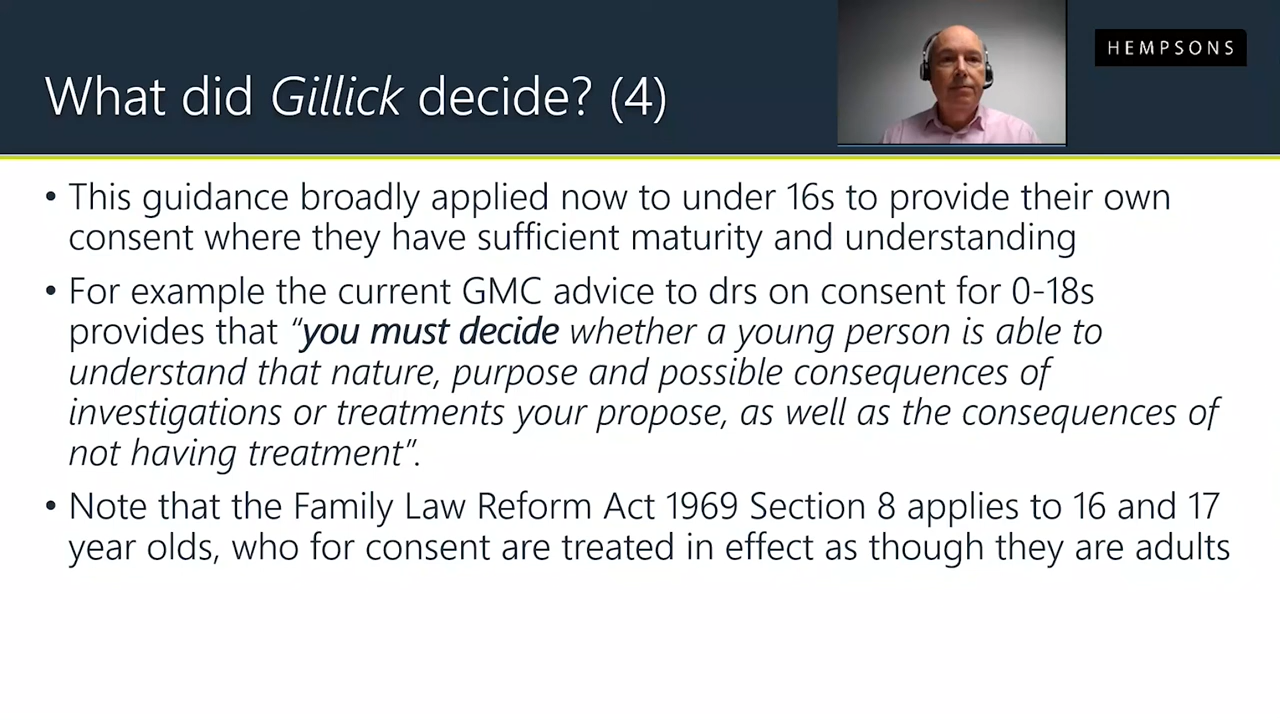 HEMPSONS
What did Gillick decide? (4)
• This guidance broadly applied now to under 16s to provide their own
consent where they have sufficient maturity and understanding
• For example the current GMC advice to drs on consent for 0-18s
provides that “you must decide whether a young person is able to
understand that nature, purpose and possible consequences of
investigations or treatments your propose, as well as the consequences of
not having treatment”.
• Note that the Family Law Reform Act 1969 Section 8 applies to 16 and 17
year olds, who for consent are treated in effect as though they are adults